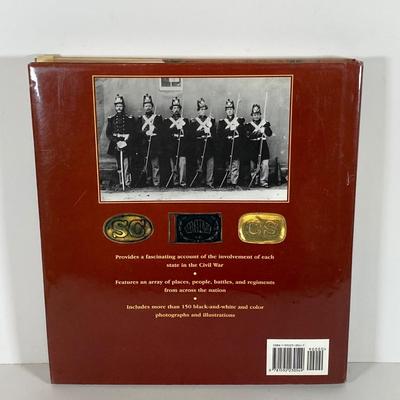 SC
CS
Provides a fascinating account of the involvement of each
state in the Civil War
Features an array of places, people, battles, and regiments
from across the nation
Includes more than 150 black-and-white and color
photographs and illustrations
90000